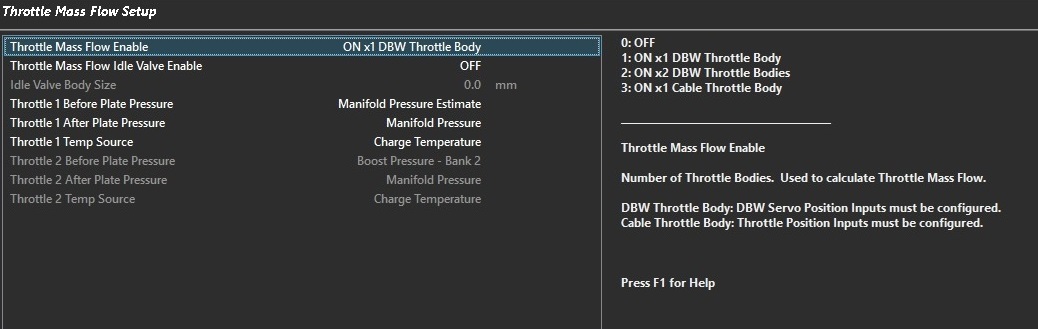 Throttle Mass Flow Setup
Throttle Mass Flow Enable ON x1 DBW Throttle Body
Throttle Mass Flow Idle Valve Enable OFF
Idle Valve Body Size 0.0 mm
Throttle 1 Before Plate Pressure Manifold Pressure Estimate
Throttle 1 After Plate Pressure Manifold Pressure
Throttle 1 Temp Source Charge Temperature
Throttle 2 Before Plate Pressure Boost Pressure - Bank 2
Throttle 2 After Plate Pressure Manifold Pressure
Throttle 2 Temp Source Charge Temperature
0: OFF
1: ON x1 DBW Throttle Body
2: ON x2 DBW Throttle Bodies
3: ON x1 Cable Throttle Body
Throttle Mass Flow Enable
Number of Throttle Bodies. Used to calculate Throttle Mass Flow.
DBW Throttle Body: DBW Servo Position Inputs must be configured.
Cable Throttle Body: Throttle Position Inputs must be configured.
Press F1 for Help